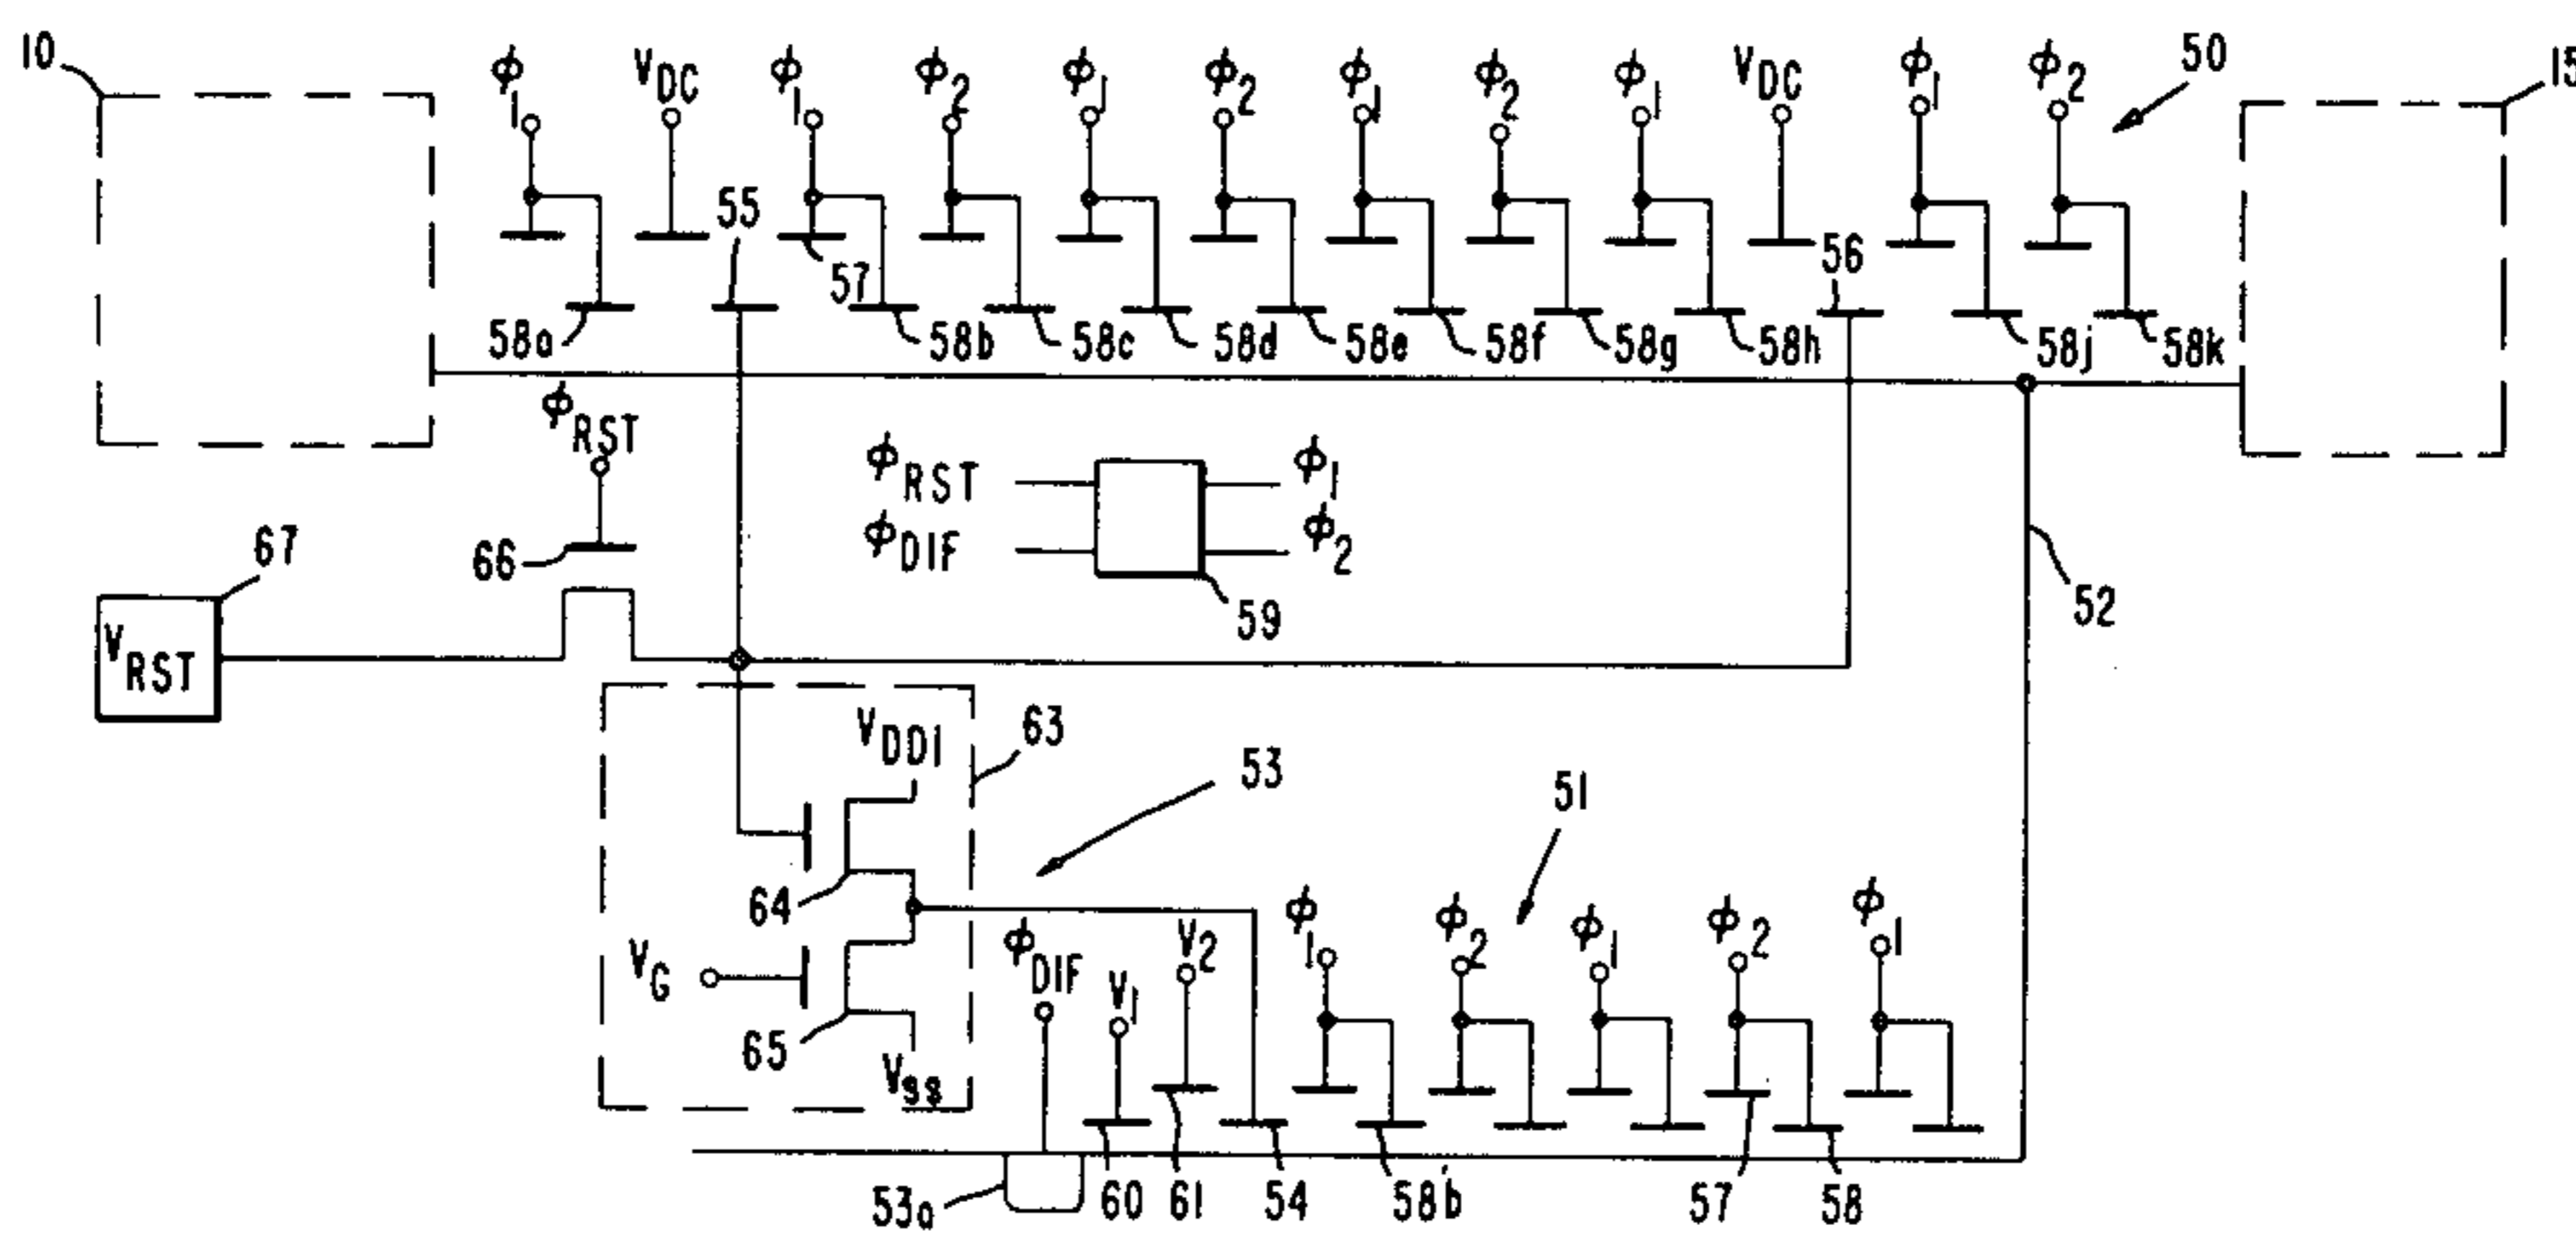 10 ϕ1 VDC ϕ1 ϕ2 ϕ1 ϕ2 ϕ1 ϕ2 ϕ1 VDC ϕ1 ϕ2 50 15
55 57 56
58a 58b 58c 58d 58e 58f 58g 58h 58j 58k
ϕRST
ϕRST ϕ1
ϕDIF ϕ2
66 67 59 52
VRST
VDD1 63 53 51
64
ϕ1 ϕ2 ϕ1 ϕ2 ϕ1
VG ϕDIF V1 V2
65
VSS
53a 60 61 54 58'b 57 58